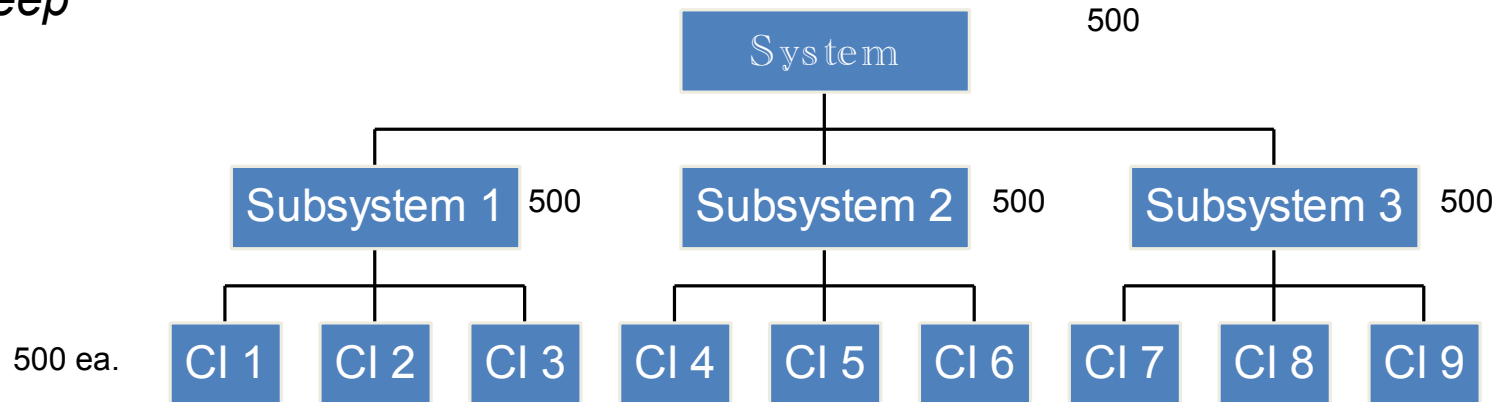 eep
500
System
Subsystem 1 500 Subsystem 2 500 Subsystem 3 500
500 ea. CI 1 CI 2 CI 3 CI 4 CI 5 CI 6 CI 7 CI 8 CI 9